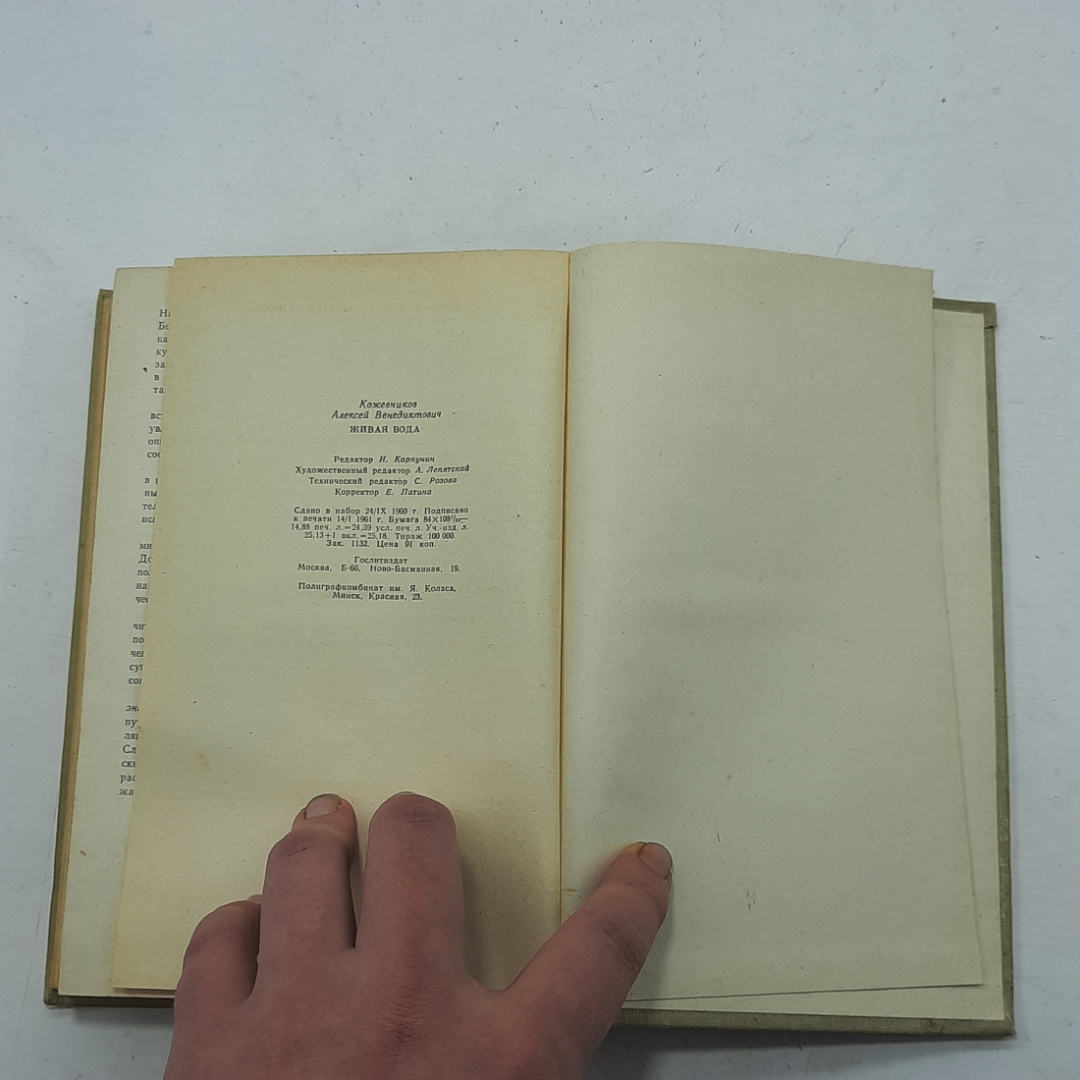 Кожевников
Алексей Венедиктович
ЖИВАЯ ВОДА
Редактор И. Карпунин
Художественный редактор А. Лепятский
Технический редактор С. Розова
Корректор Е. Патина
Сдано в набор 24/IX 1960 г. Подписано
к печати 14/I 1961 г. Бумага 84×108¹/₃₂—
14,88 печ. л.=24,39 усл. печ. л. Уч.-изд. л.
25,13+1 вкл.=25,18. Тираж 100 000.
Зак. 1132. Цена 91 коп.
Гослитиздат
Москва, Б-66, Ново-Басманная, 19.
Полиграфкомбинат им. Я. Коласа,
Минск, Красная, 23.